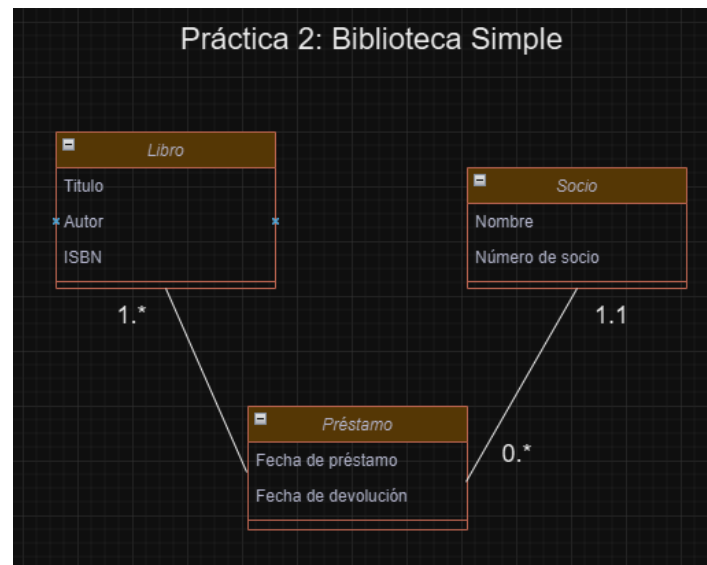 Práctica 2: Biblioteca Simple
Libro
Titulo
Autor
ISBN
Socio
Nombre
Número de socio
1.*
1.1
Préstamo
Fecha de préstamo
Fecha de devolución
0.*